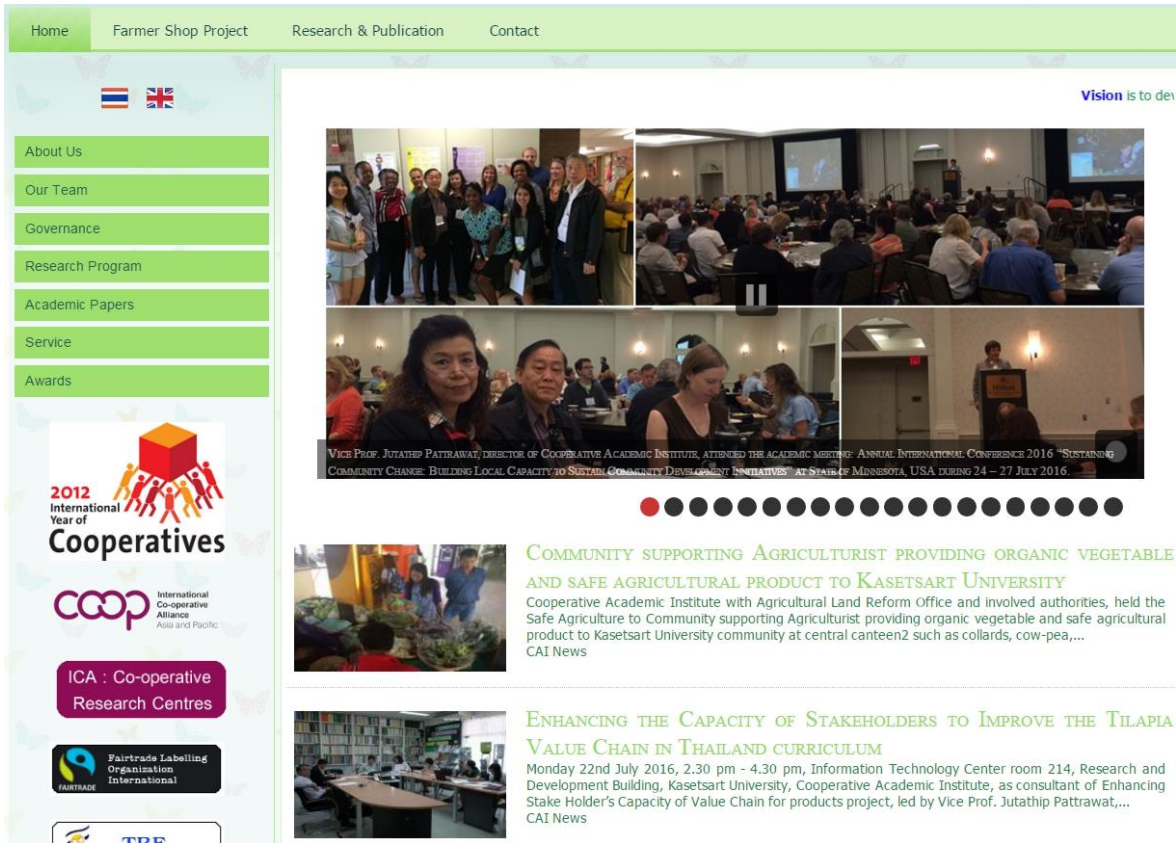 Home
Farmer Shop Project
Research & Publication
Contact
Vision is to dev
About Us
Our Team
Governance
Research Program
Academic Papers
Service
Awards
2012
International
Year of
Cooperatives
coop
International
Co-operative
Alliance
Asia and Pacific
ICA : Co-operative
Research Centres
FAIRTRADE
Fairtrade Labelling
Organization
International
Vice Prof. Jutathip Pattrawat, director of Cooperative Academic Institute, attended the academic meeting: Annual International Conference 2016 "Sustaining
Community Change: Building Local Capacity to Sustain Community Development Innitiatives" at State of Minnesota, USA during 24 – 27 July 2016.
Community supporting Agriculturist providing organic vegetable
and safe agricultural product to Kasetsart University
Cooperative Academic Institute with Agricultural Land Reform Office and involved authorities, held the
Safe Agriculture to Community supporting Agriculturist providing organic vegetable and safe agricultural
product to Kasetsart University community at central canteen2 such as collards, cow-pea,...
CAI News
Enhancing the Capacity of Stakeholders to Improve the Tilapia
Value Chain in Thailand curriculum
Monday 22nd July 2016, 2.30 pm - 4.30 pm, Information Technology Center room 214, Research and
Development Building, Kasetsart University, Cooperative Academic Institute, as consultant of Enhancing
Stake Holder's Capacity of Value Chain for products project, led by Vice Prof. Jutathip Pattrawat,...
CAI News